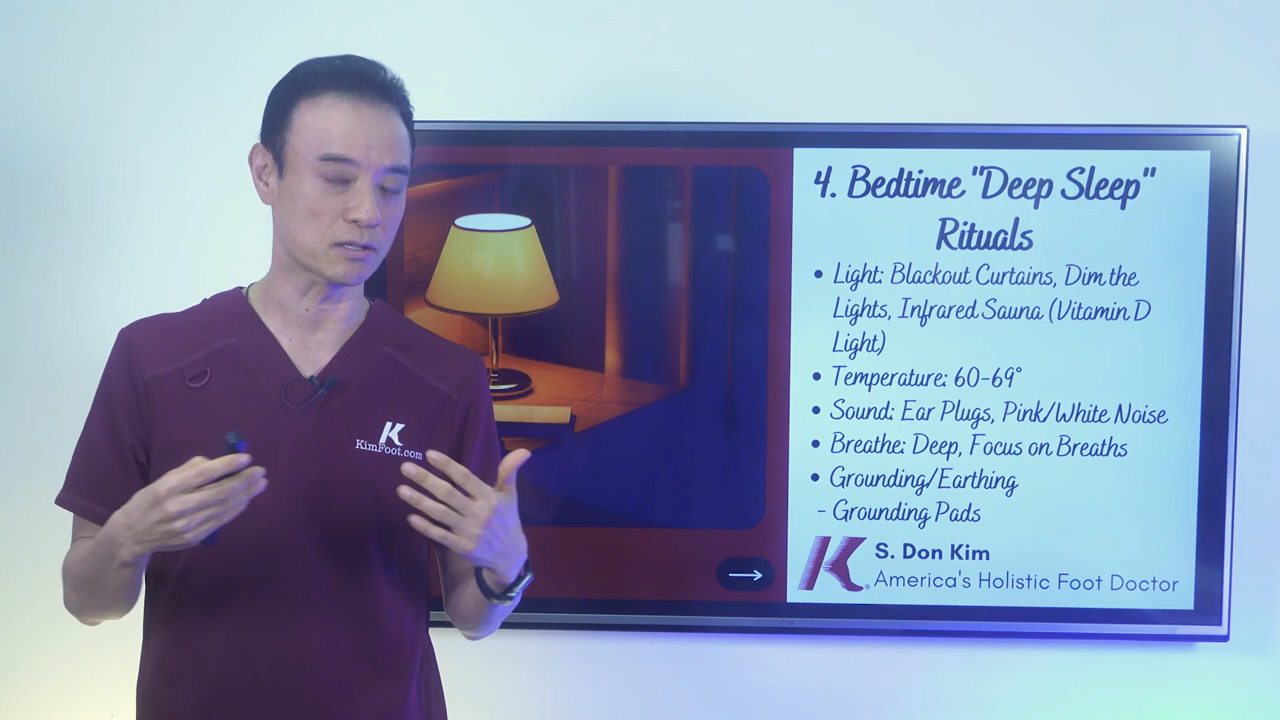 4. Bedtime "Deep Sleep"
Rituals
• Light: Blackout Curtains, Dim the
Lights, Infrared Sauna (Vitamin D
Light)
• Temperature: 60-69°
• Sound: Ear Plugs, Pink/White Noise
• Breathe: Deep, Focus on Breaths
• Grounding/Earthing
- Grounding Pads
K® S. Don Kim
America's Holistic Foot Doctor
K
KimFoot.com